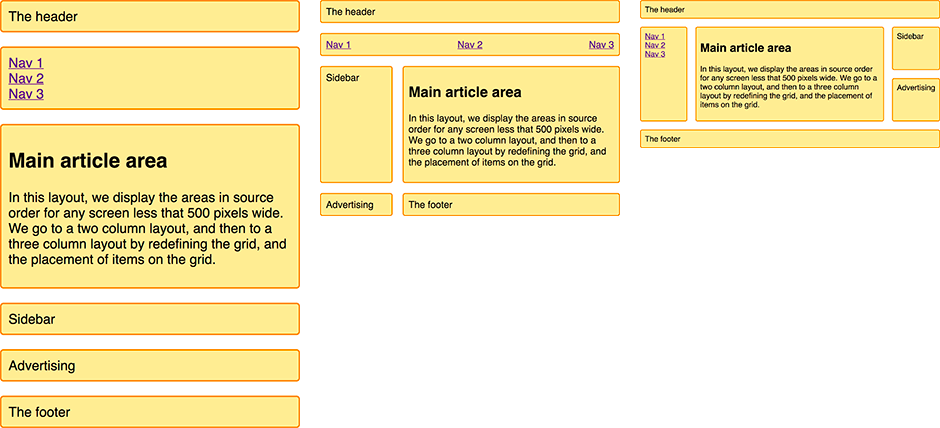 The header
Nav 1
Nav 2
Nav 3
Main article area
In this layout, we display the areas in source
order for any screen less that 500 pixels wide.
We go to a two column layout, and then to a
three column layout by redefining the grid, and
the placement of items on the grid.
Sidebar
Advertising
The footer
The header
Nav 1 Nav 2 Nav 3
Sidebar
Main article area
In this layout, we display the areas in source
order for any screen less that 500 pixels wide.
We go to a two column layout, and then to a
three column layout by redefining the grid, and
the placement of items on the grid.
Advertising
The footer
The header
Nav 1
Nav 2
Nav 3
Main article area
In this layout, we display the areas in source order
for any screen less that 500 pixels wide. We go to a
two column layout, and then to a three column
layout by redefining the grid, and the placement of
items on the grid.
Sidebar
Advertising
The footer